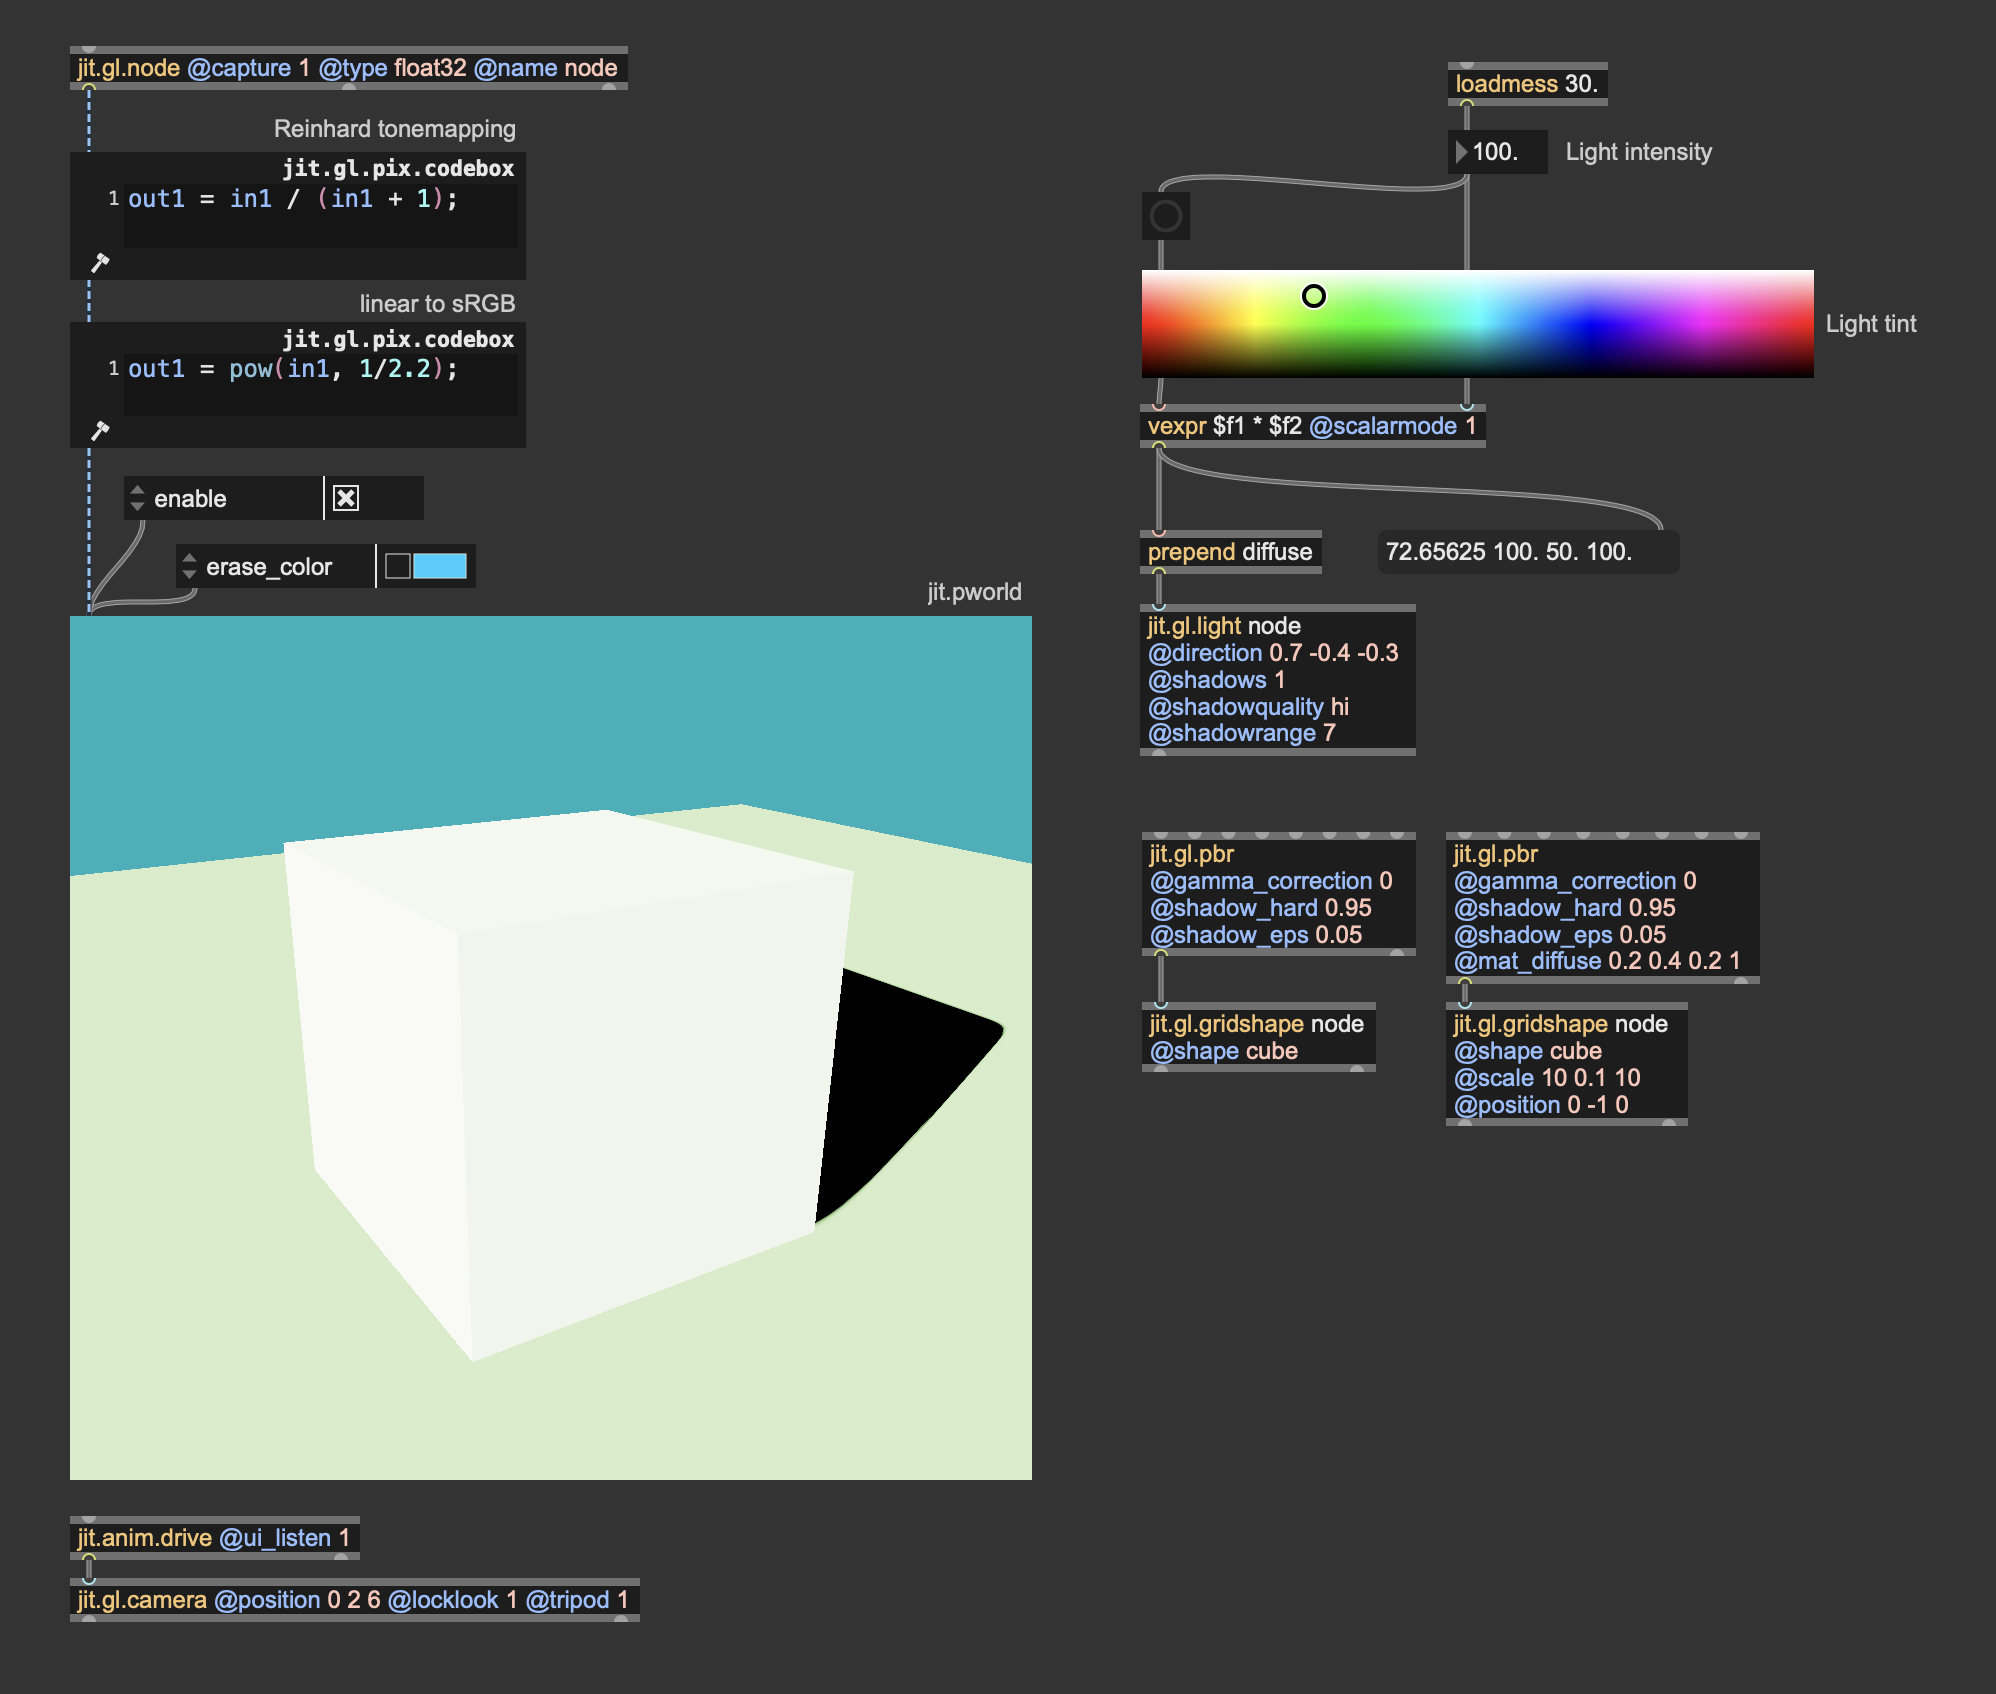 jit.gl.node @capture 1 @type float32 @name node
Reinhard tonemapping
jit.gl.pix.codebox
1 out1 = in1 / (in1 + 1);
linear to sRGB
jit.gl.pix.codebox
1 out1 = pow(in1, 1/2.2);
enable
erase_color
jit.pworld
jit.anim.drive @ui_listen 1
jit.gl.camera @position 0 2 6 @locklook 1 @tripod 1
loadmess 30.
100.
Light intensity
Light tint
vexpr $f1 * $f2 @scalarmode 1
prepend diffuse
72.65625 100. 50. 100.
jit.gl.light node
@direction 0.7 -0.4 -0.3
@shadows 1
@shadowquality hi
@shadowrange 7
jit.gl.pbr
@gamma_correction 0
@shadow_hard 0.95
@shadow_eps 0.05
jit.gl.gridshape node
@shape cube
jit.gl.pbr
@gamma_correction 0
@shadow_hard 0.95
@shadow_eps 0.05
@mat_diffuse 0.2 0.4 0.2 1
jit.gl.gridshape node
@shape cube
@scale 10 0.1 10
@position 0 -1 0